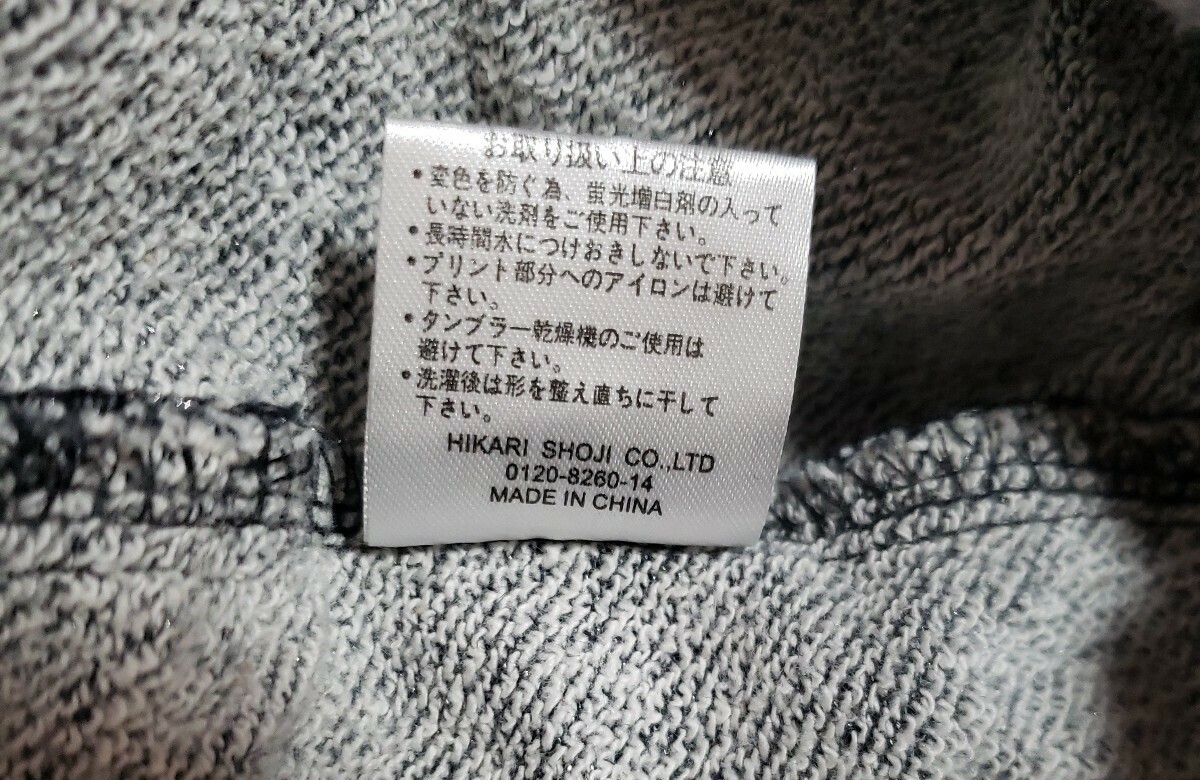 お取り扱い上の注意
•変色を防ぐ為、蛍光増白剤の入って
いない洗剤をご使用下さい。
•長時間水につけおきしないで下さい。
•プリント部分へのアイロンは避けて
下さい。
•タンブラー乾燥機のご使用は
避けて下さい。
•洗濯後は形を整え直ちに干して
下さい。
HIKARI SHOJI CO.,LTD
0120-8260-14
MADE IN CHINA